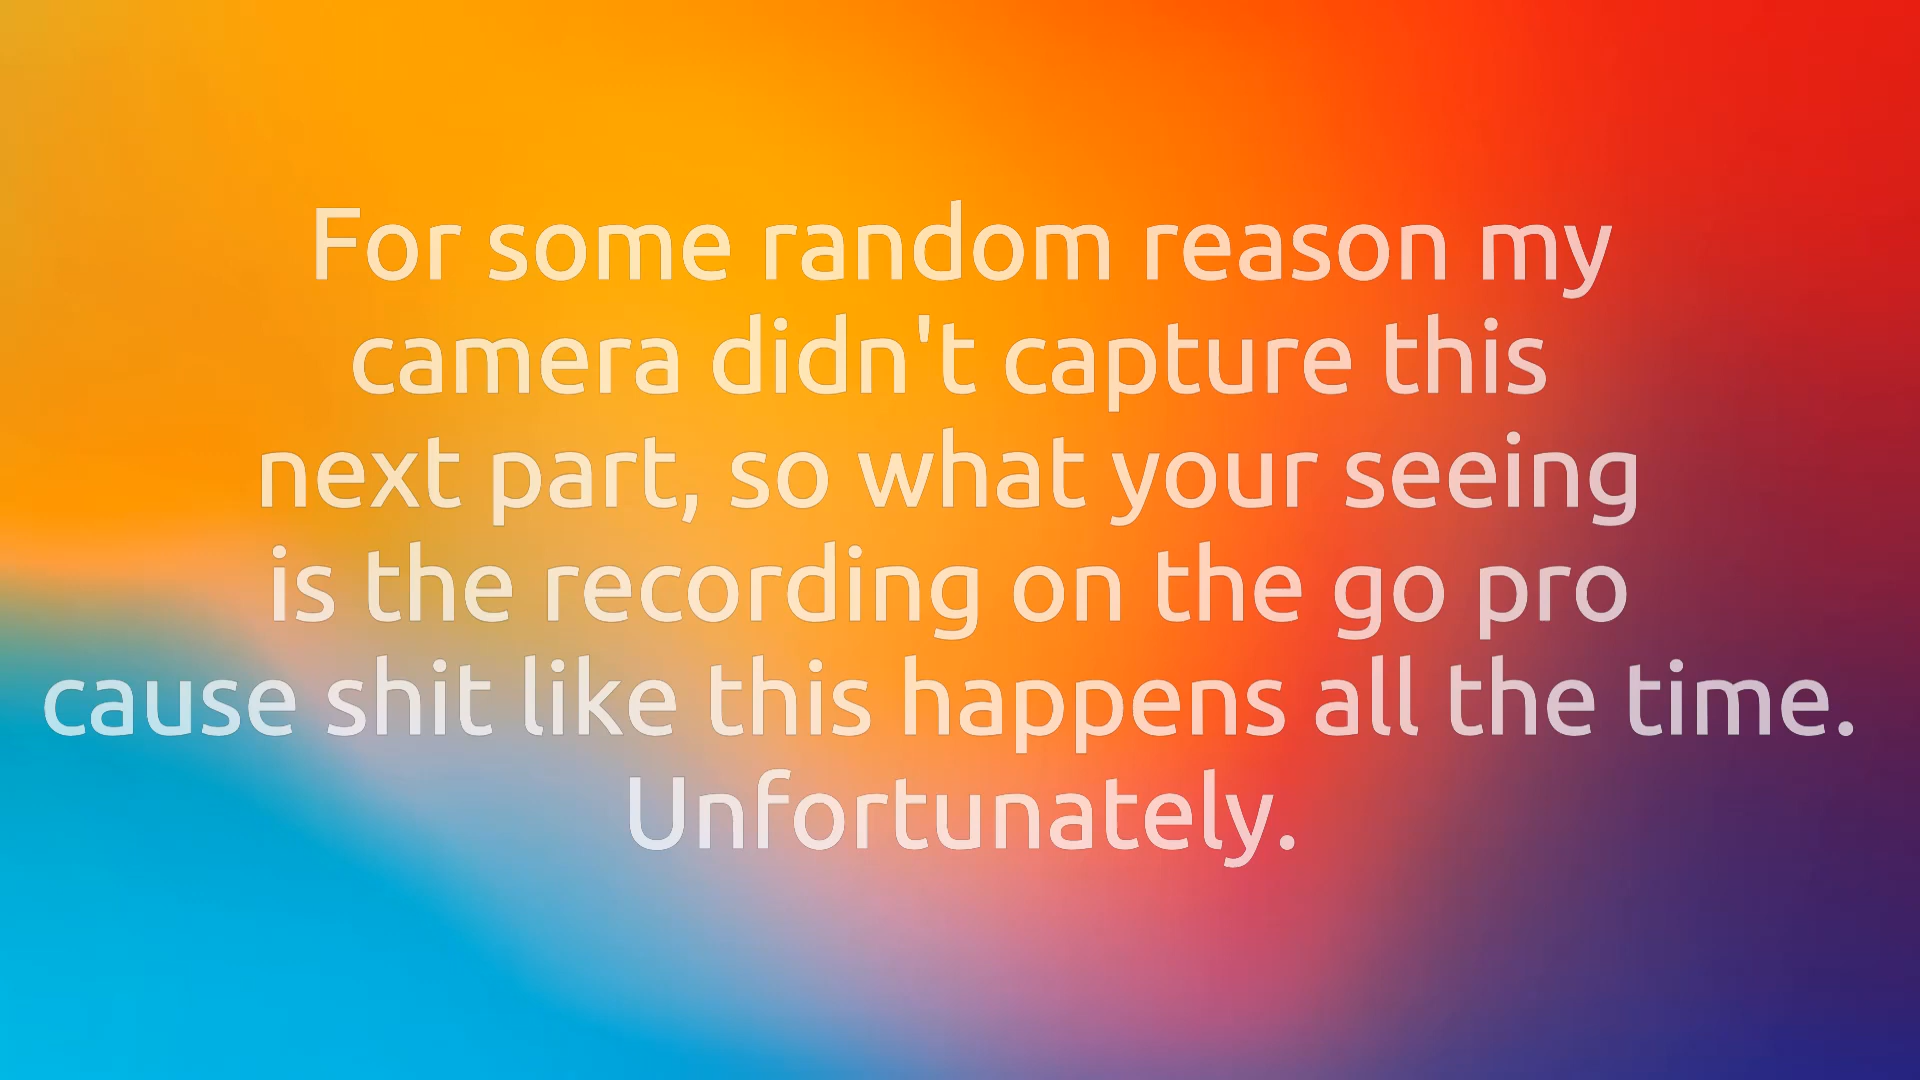 For some random reason my
camera didn't capture this
next part, so what your seeing
is the recording on the go pro
cause shit like this happens all the time.
Unfortunately.